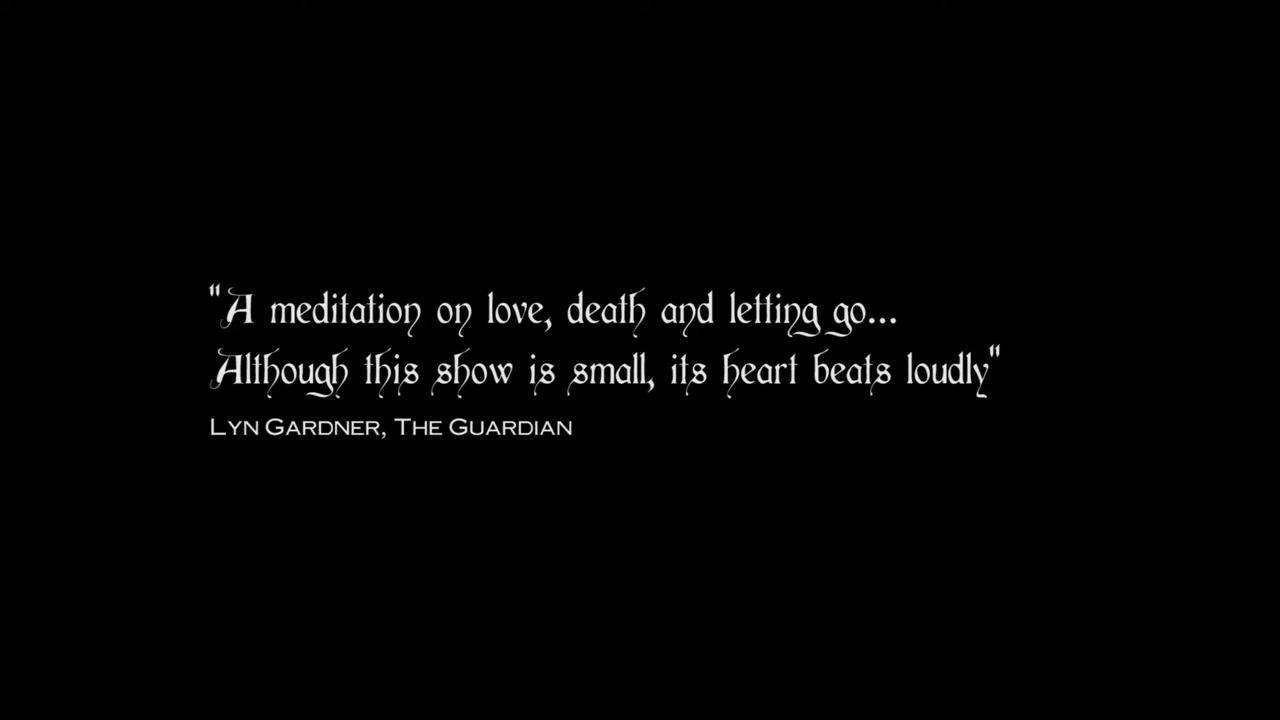 "A meditation on love, death and letting go...
Although this show is small, its heart beats loudly"
Lyn Gardner, The Guardian